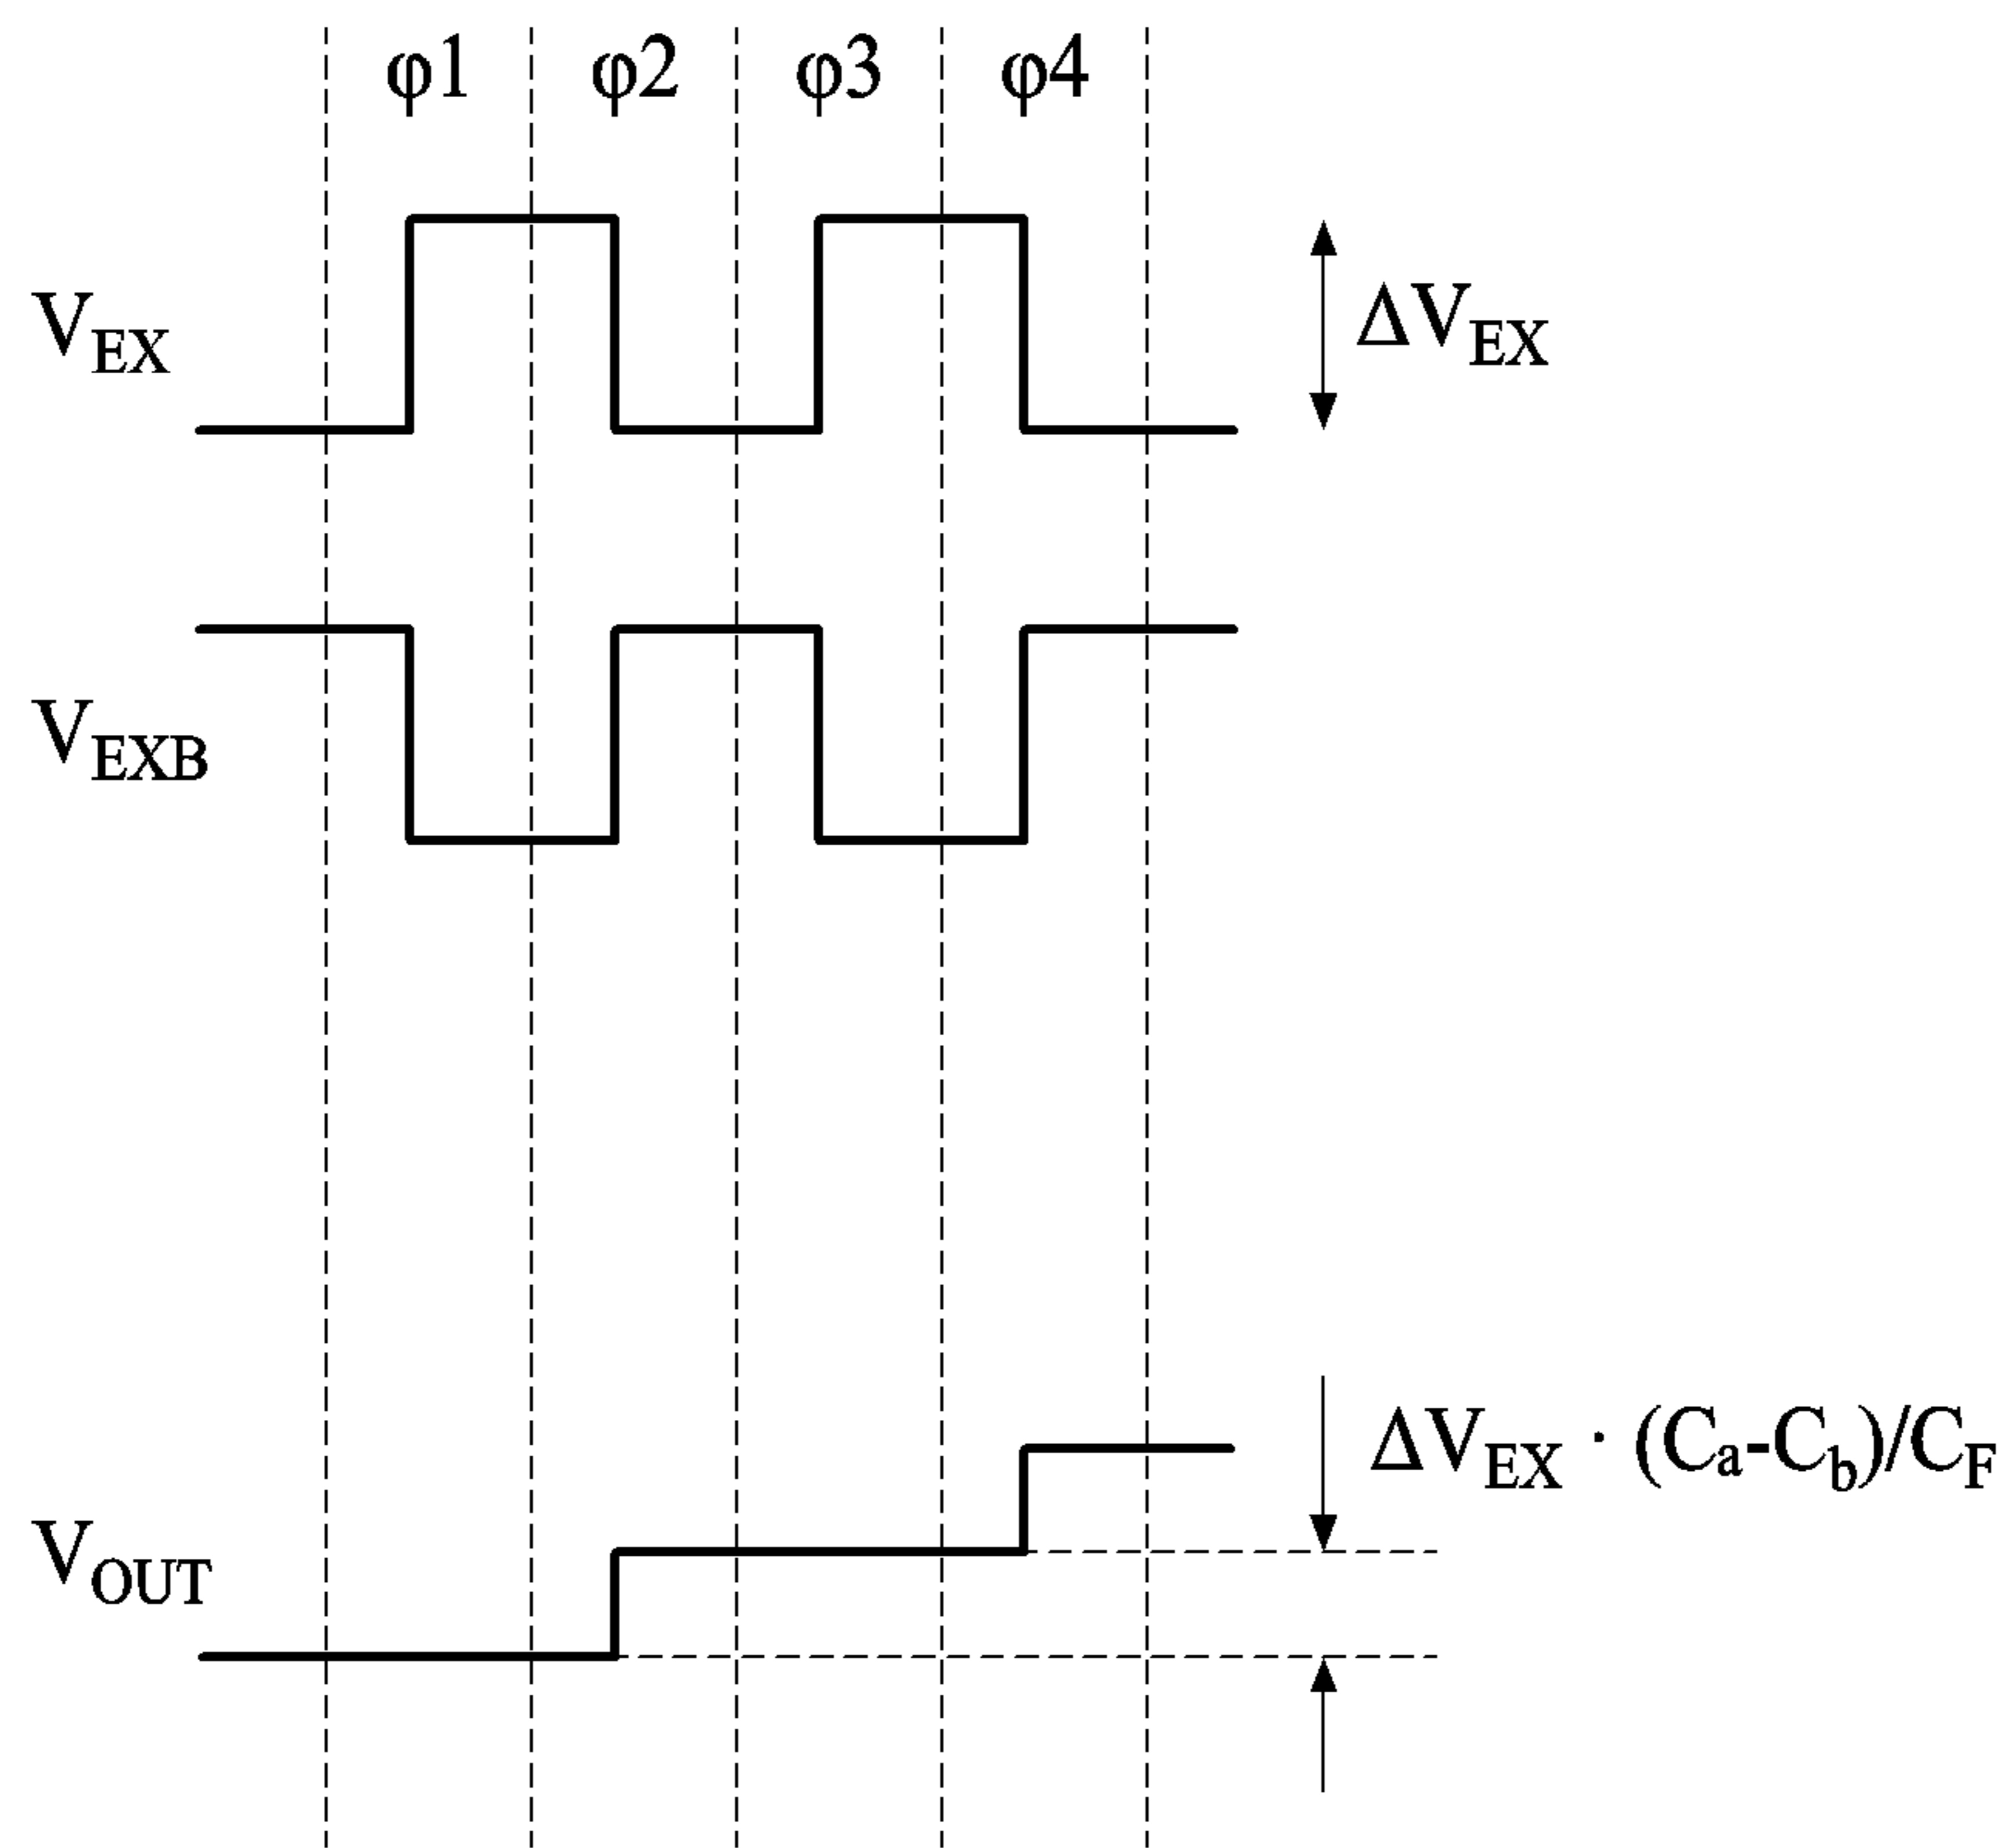 φ1 φ2 φ3 φ4
V_EX
ΔV_EX
V_EXB
ΔV_EX · (C_a-C_b)/C_F
V_OUT